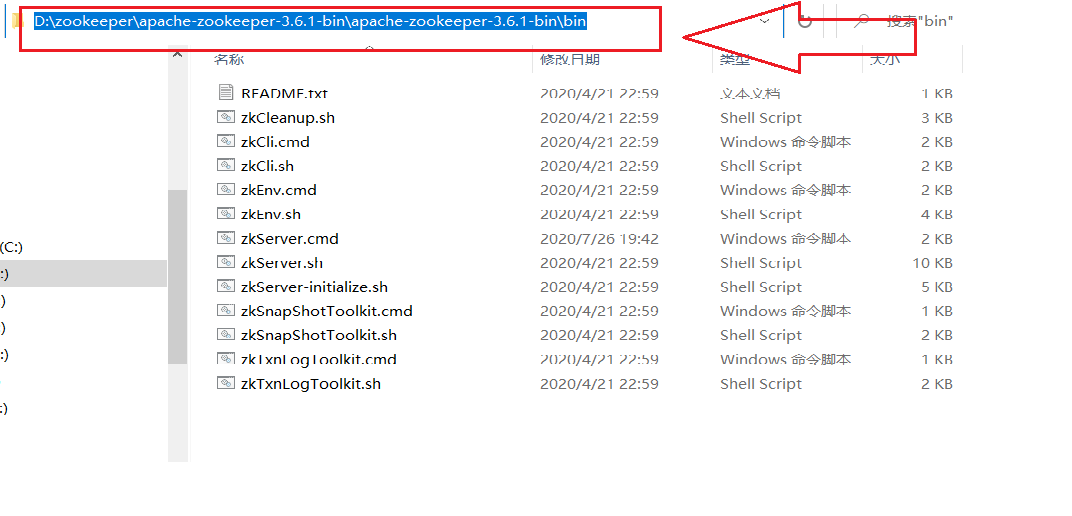 D:\zookeeper\apache-zookeeper-3.6.1-bin\apache-zookeeper-3.6.1-bin\bin
搜索"bin"
名称 修改日期 类型 大小
README.txt 2020/4/21 22:59 文本文档 1 KB
zkCleanup.sh 2020/4/21 22:59 Shell Script 3 KB
zkCli.cmd 2020/4/21 22:59 Windows 命令脚本 2 KB
zkCli.sh 2020/4/21 22:59 Shell Script 2 KB
zkEnv.cmd 2020/4/21 22:59 Windows 命令脚本 2 KB
zkEnv.sh 2020/4/21 22:59 Shell Script 4 KB
(C:) zkServer.cmd 2020/7/26 19:42 Windows 命令脚本 2 KB
:) zkServer.sh 2020/4/21 22:59 Shell Script 10 KB
zkServer-initialize.sh 2020/4/21 22:59 Shell Script 5 KB
) zkSnapShotToolkit.cmd 2020/4/21 22:59 Windows 命令脚本 1 KB
) zkSnapShotToolkit.sh 2020/4/21 22:59 Shell Script 2 KB
:) zkTxnLogToolkit.cmd 2020/4/21 22:59 Windows 命令脚本 1 KB
zkTxnLogToolkit.sh 2020/4/21 22:59 Shell Script 2 KB
:)